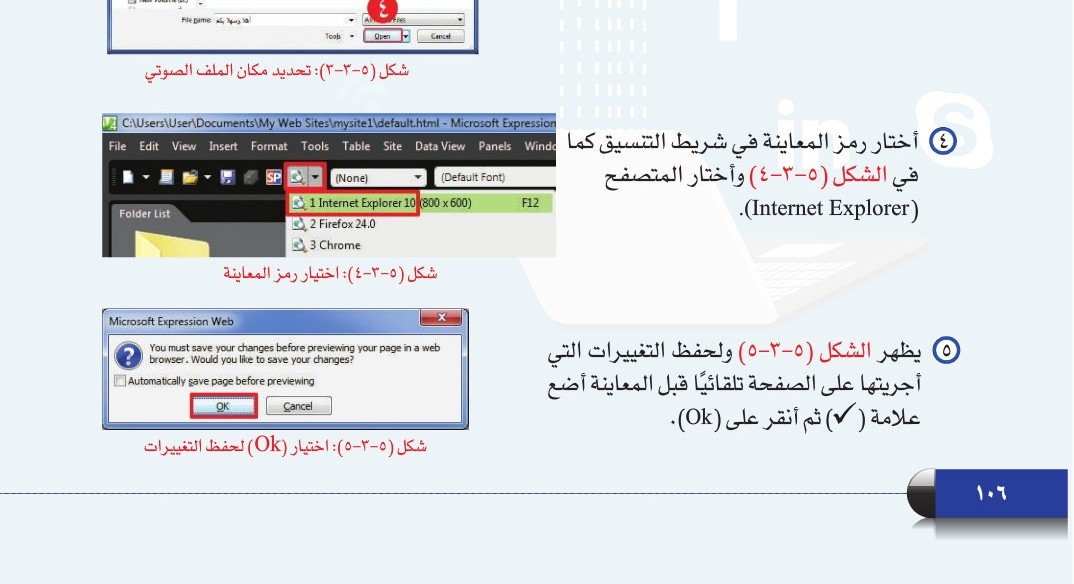 File name: أهلا وسهلا بكم
Files
٤
Tools Open Cancel
شكل (٥-٣-٣): تحديد مكان الملف الصوتي
٤ أختار رمز المعاينة في شريط التنسيق كما
في الشكل (٥-٣-٤) وأختار المتصفح
(Internet Explorer).
C:\Users\User\Documents\My Web Sites\mysite1\default.html - Microsoft Expression
File Edit View Insert Format Tools Table Site Data View Panels Windo
SP (None) (Default Font)
Folder List
1 Internet Explorer 10 (800 x 600) F12
2 Firefox 24.0
3 Chrome
شكل (٥-٣-٤): اختيار رمز المعاينة
٥ يظهر الشكل (٥-٣-٥) ولحفظ التغييرات التي
أجريتها على الصفحة تلقائيًا قبل المعاينة أضع
علامة (✓) ثم أنقر على (Ok).
Microsoft Expression Web
You must save your changes before previewing your page in a web
browser. Would you like to save your changes?
Automatically save page before previewing
OK Cancel
شكل (٥-٣-٥): اختيار (Ok) لحفظ التغييرات
١٠٦
in